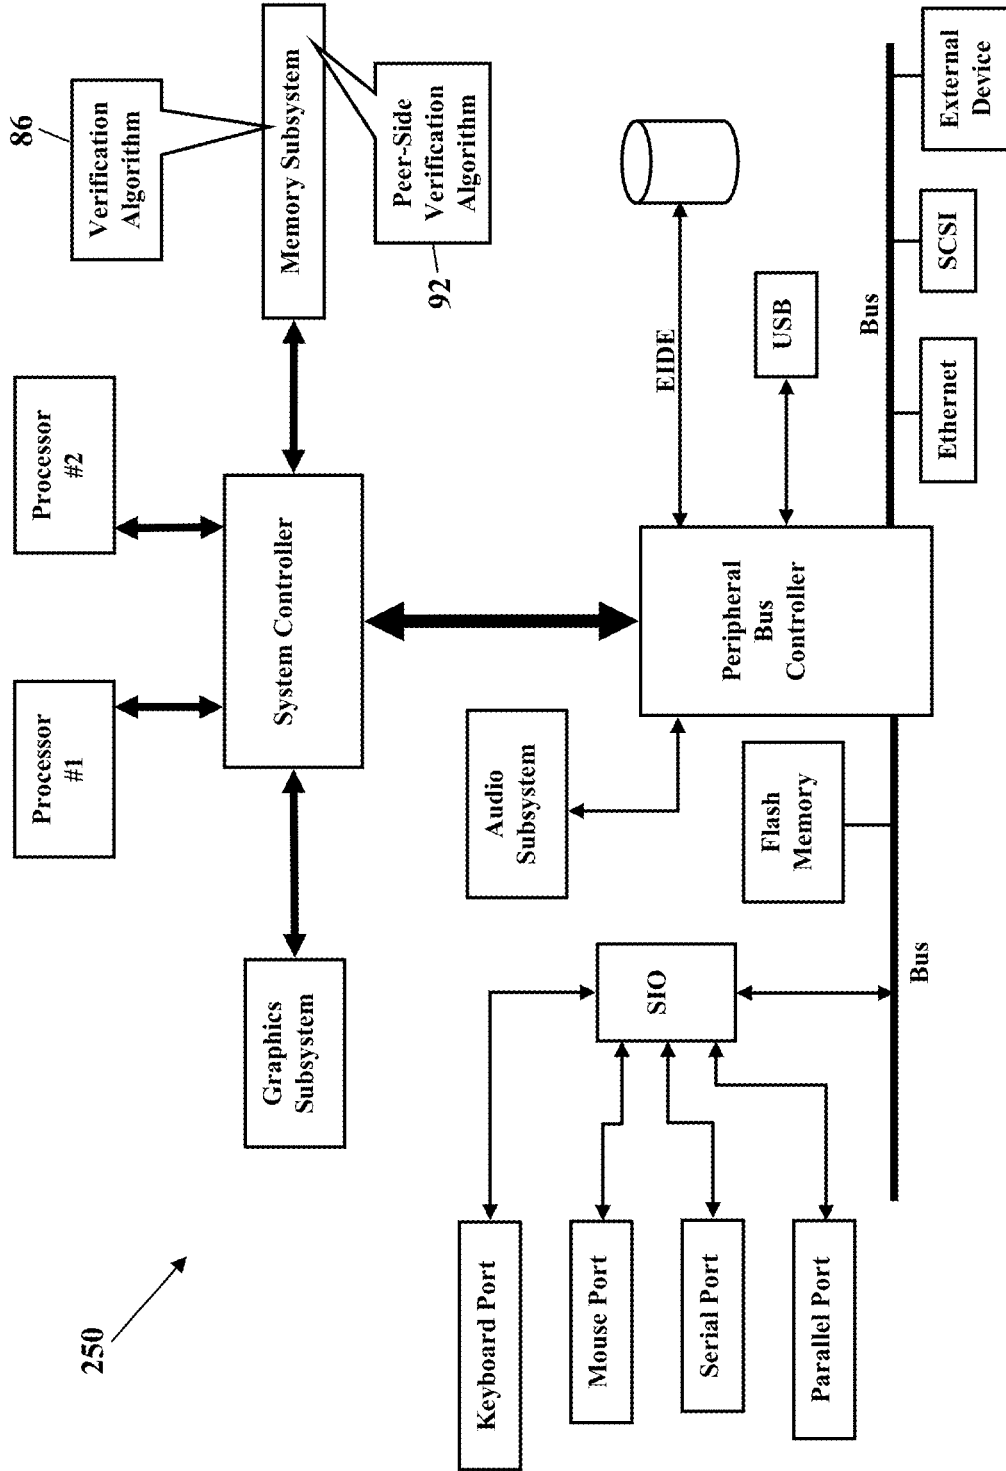 250
Processor
#1
Processor
#2
86
Verification
Algorithm
Graphics
Subsystem
System Controller
Memory Subsystem
Peer-Side
Verification
Algorithm
92
Keyboard Port
Mouse Port
Serial Port
Parallel Port
SIO
Audio
Subsystem
Flash
Memory
Peripheral
Bus
Controller
EIDE
USB
Bus
Bus
Ethernet
SCSI
External
Device